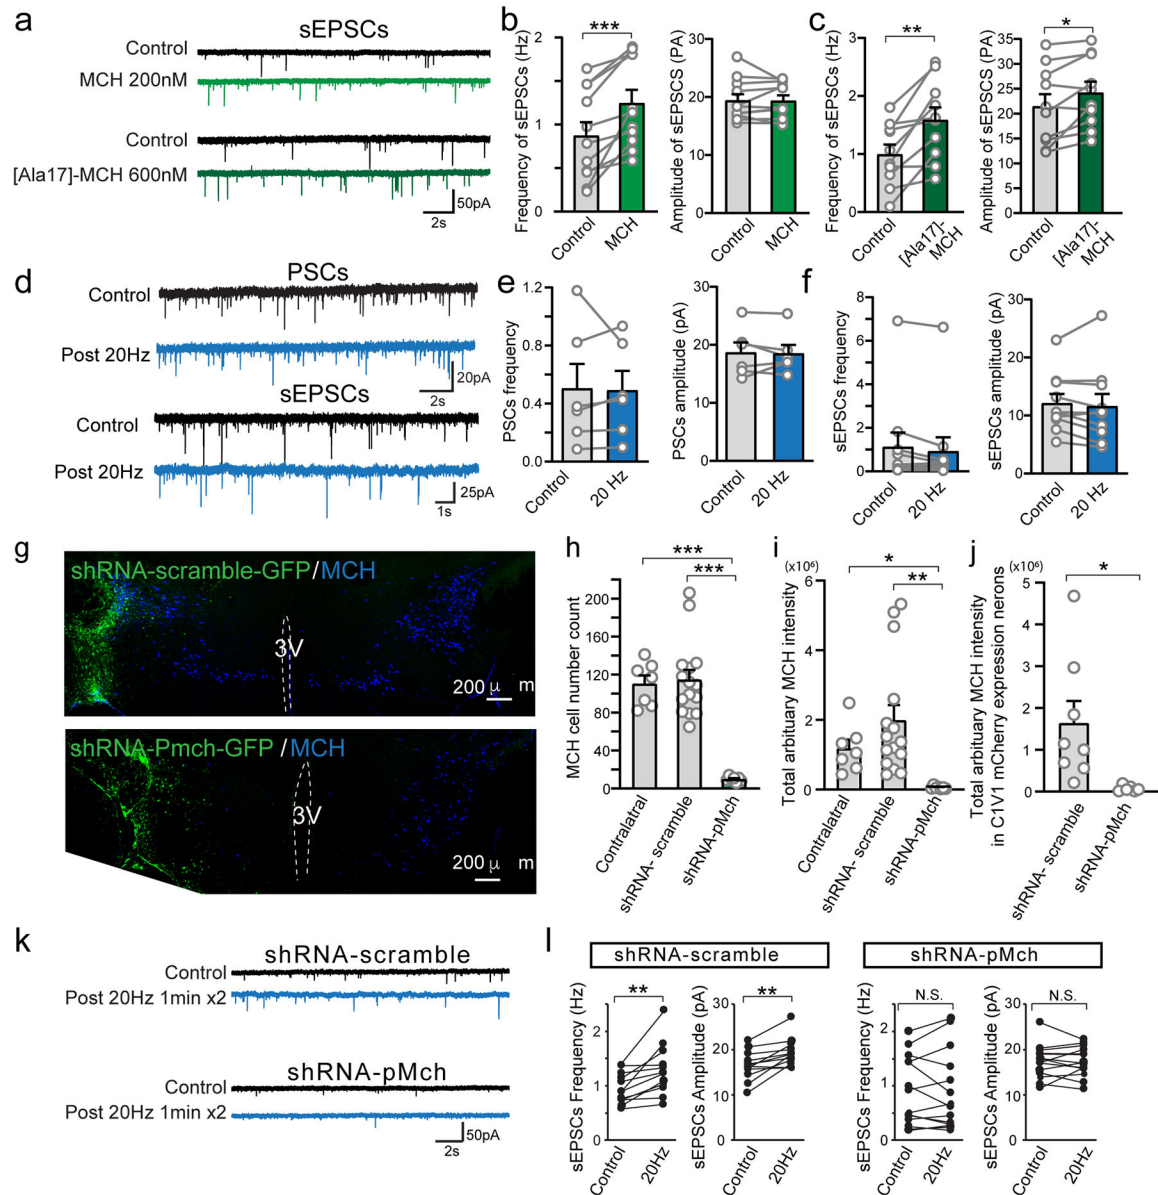 a
sEPSCs
Control
MCH 200nM
Control
[Ala17]-MCH 600nM
50pA
2s
b
Frequency of sEPSCs (Hz)
2
1
0
***
Control
MCH
Amplitude of sEPSCS (PA)
40
30
20
10
0
Control
MCH
c
Frequency of sEPSCs (Hz)
3
2
1
0
**
Control
[Ala17]-
MCH
Amplitude of sEPSCS (PA)
35
30
25
20
15
10
5
0
*
Control
[Ala17]-
MCH
d
PSCs
Control
Post 20Hz
20pA
2s
sEPSCs
Control
Post 20Hz
25pA
1s
e
PSCs frequency
1.2
0.8
0.4
0.0
Control
20 Hz
PSCs amplitude (pA)
30
20
10
0
Control
20 Hz
f
sEPSCs frequency
8
6
4
2
0
Control
20 Hz
sEPSCs amplitude (pA)
30
20
10
0
Control
20 Hz
g
shRNA-scramble-GFP/MCH
3V
200 μ m
shRNA-Pmch-GFP /MCH
3V
200 μ m
h
MCH cell number count
200
160
120
80
40
0
***
***
Contralatral
shRNA- scramble
shRNA-pMch
i
(x10⁶)
Total arbituary MCH intensity
6
4
2
0
*
**
Contralatral
shRNA- scramble
shRNA-pMch
j
(x10⁶)
Total arbituary MCH intensity
in C1V1 mCherry expression nerons
5
4
3
2
1
0
*
shRNA- scramble
shRNA-pMch
k
shRNA-scramble
Control
Post 20Hz 1min x2
shRNA-pMch
Control
Post 20Hz 1min x2
50pA
2s
l
shRNA-scramble
sEPSCs Frequency (Hz)
2
1
0
**
Control
20Hz
sEPSCs Amplitude (pA)
30
20
10
0
**
Control
20Hz
shRNA-pMch
sEPSCs Frequency (Hz)
2
1
0
N.S.
Control
20Hz
sEPSCs Amplitude (pA)
30
20
10
0
N.S.
Control
20Hz